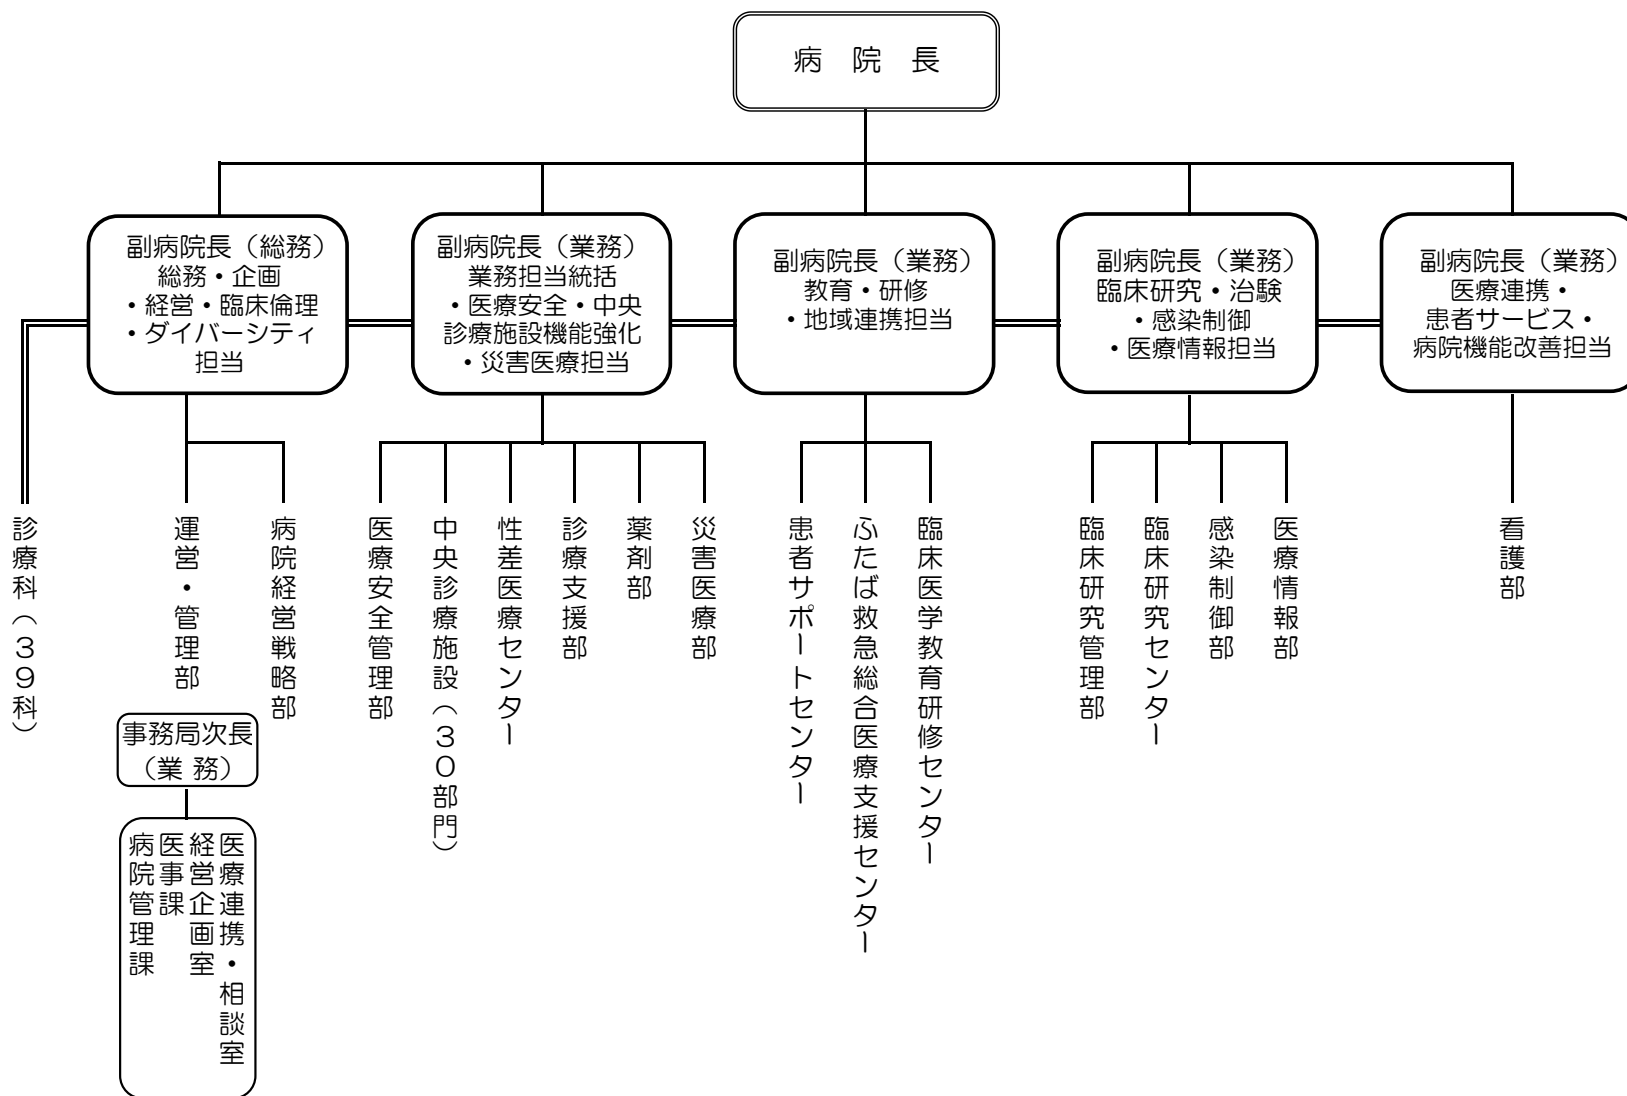 病 院 長
副病院長（総務）
総務・企画
・経営・臨床倫理
・ダイバーシティ
担当
副病院長（業務）
業務担当統括
・医療安全・中央
診療施設機能強化
・災害医療担当
副病院長（業務）
教育・研修
・地域連携担当
副病院長（業務）
臨床研究・治験
・感染制御
・医療情報担当
副病院長（業務）
医療連携・
患者サービス・
病院機能改善担当
診療科（３９科）
運営・管理部
病院経営戦略部
医療安全管理部
中央診療施設（３０部門）
性差医療センター
診療支援部
薬剤部
災害医療部
患者サポートセンター
ふたば救急総合医療支援センター
臨床医学教育研修センター
臨床研究管理部
臨床研究センター
感染制御部
医療情報部
看護部
事務局次長
（業 務）
病院管理課
医事課
経営企画室
医療連携・相談室